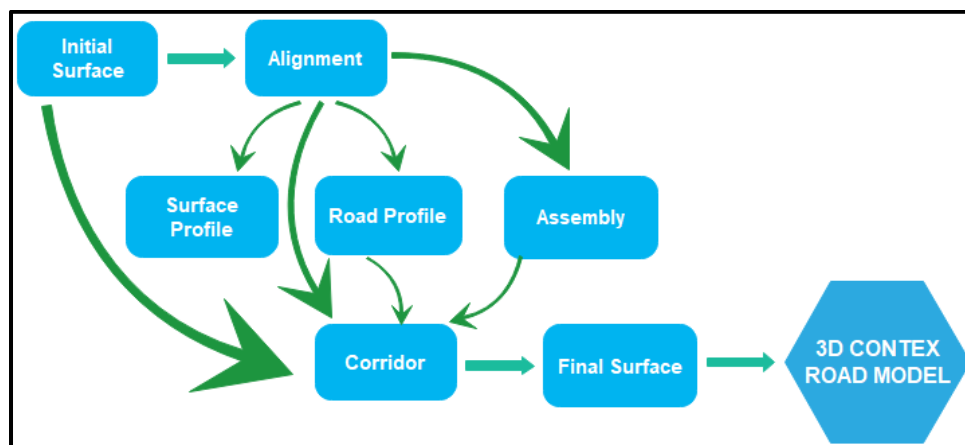 Initial
Surface
Alignment
Surface
Profile
Road Profile
Assembly
Corridor
Final Surface
3D CONTEX
ROAD MODEL